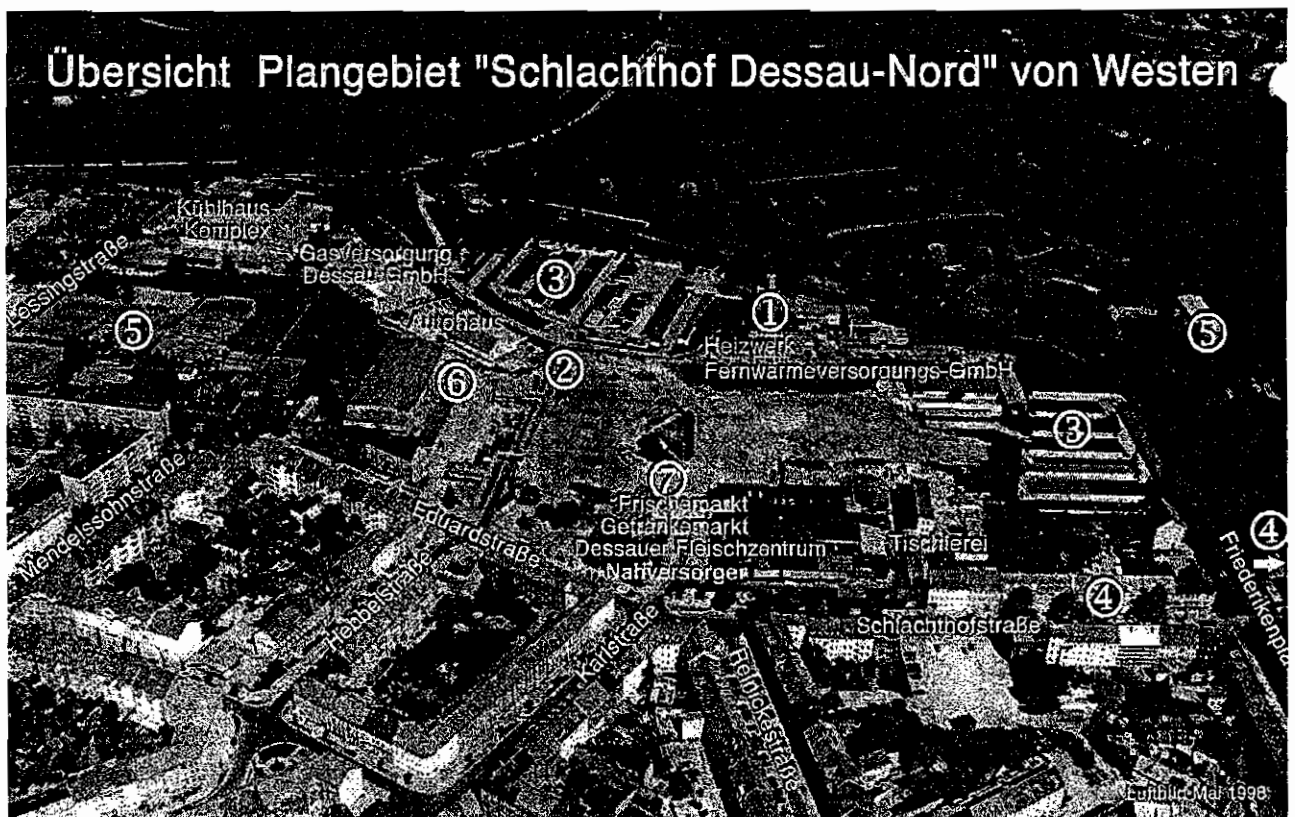 Übersicht Plangebiet "Schlachthof Dessau-Nord" von Westen
Kühlhaus-
Komplex
Lessingstraße
Gasversorgung
Dessau GmbH
③
①
⑤
⑤
Autohaus
Heizwerk
Fernwärmeversorgungs-GmbH
⑥
②
③
⑦
Mendelssohnstraße
Eduardstraße
Frischemarkt
Getränkemarkt
Dessauer Fleischzentrum
Nahversorger
Tischlerei
④
Hebbelstraße
Karlstraße
Reinickestraße
Schlachthofstraße
④
Friederikenpla
Luftbild Mai 1998